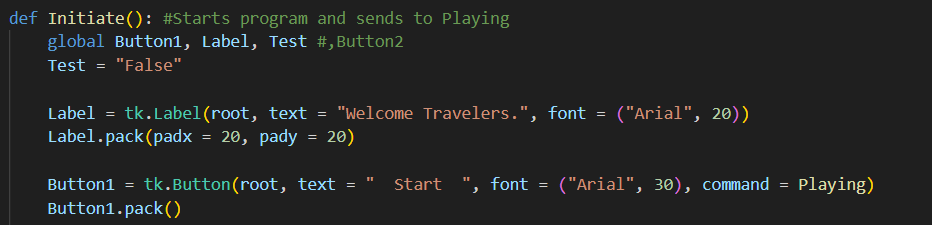 def Initiate(): #Starts program and sends to Playing
    global Button1, Label, Test #,Button2
    Test = "False"

    Label = tk.Label(root, text = "Welcome Travelers.", font = ("Arial", 20))
    Label.pack(padx = 20, pady = 20)

    Button1 = tk.Button(root, text = "  Start  ", font = ("Arial", 30), command = Playing)
    Button1.pack()